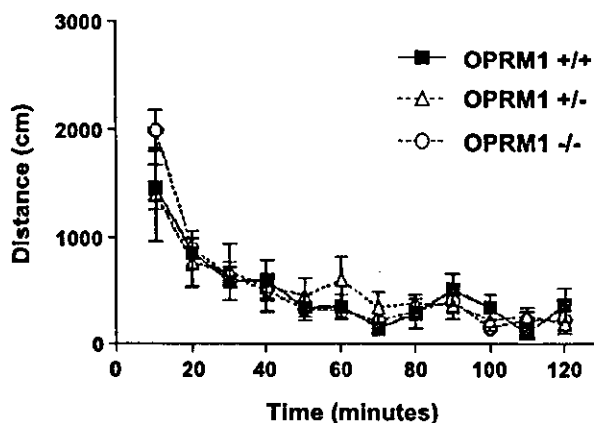 3000
2000
1000
0
Distance (cm)
OPRM1 +/+
OPRM1 +/-
OPRM1 -/-
0 20 40 60 80 100 120
Time (minutes)